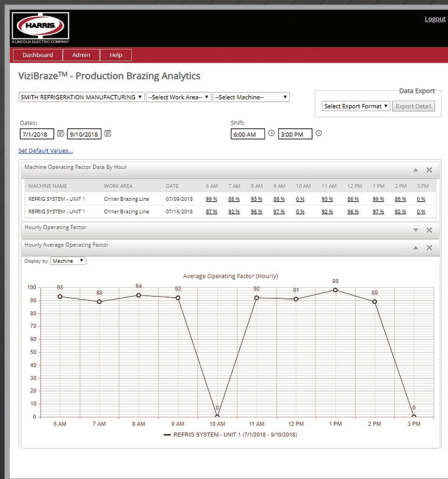 HARRIS.
A LINCOLN ELECTRIC COMPANY
Logout
Dashboard Admin Help
ViziBraze™ - Production Brazing Analytics
SMITH REFRIGERATION MANUFACTURING --Select Work Area-- --Select Machine--
Data Export
Select Export Format Export Detail
Dates: Shift:
7/1/2018 9/10/2018 6:00 AM 3:00 PM
Set Default Values...
Machine Operating Factor Data By Hour
MACHINE NAME WORK AREA DATE 6 AM 7 AM 8 AM 9 AM 10 AM 11 AM 12 PM 1 PM 2 PM 3 PM
REFRIG SYSTEM - UNIT 1 Chiller Brazing Line 07/09/2018 99 % 86 % 93 % 86 % 0 % 93 % 86 % 99 % 86 % 0 %
REFRIG SYSTEM - UNIT 1 Chiller Brazing Line 07/16/2018 87 % 92 % 96 % 97 % 0 % 92 % 96 % 97 % 92 % 0 %
Hourly Operating Factor
Hourly Average Operating Factor
Display by: Machine
Average Operating Factor (Hourly)
100
90
80
70
60
50
40
30
20
10
0
93 89 94 92 0 92 91 98 89 0
6 AM 7 AM 8 AM 9 AM 10 AM 11 AM 12 PM 1 PM 2 PM 3 PM
REFRIG SYSTEM - UNIT 1 (7/1/2018 - 9/10/2018)